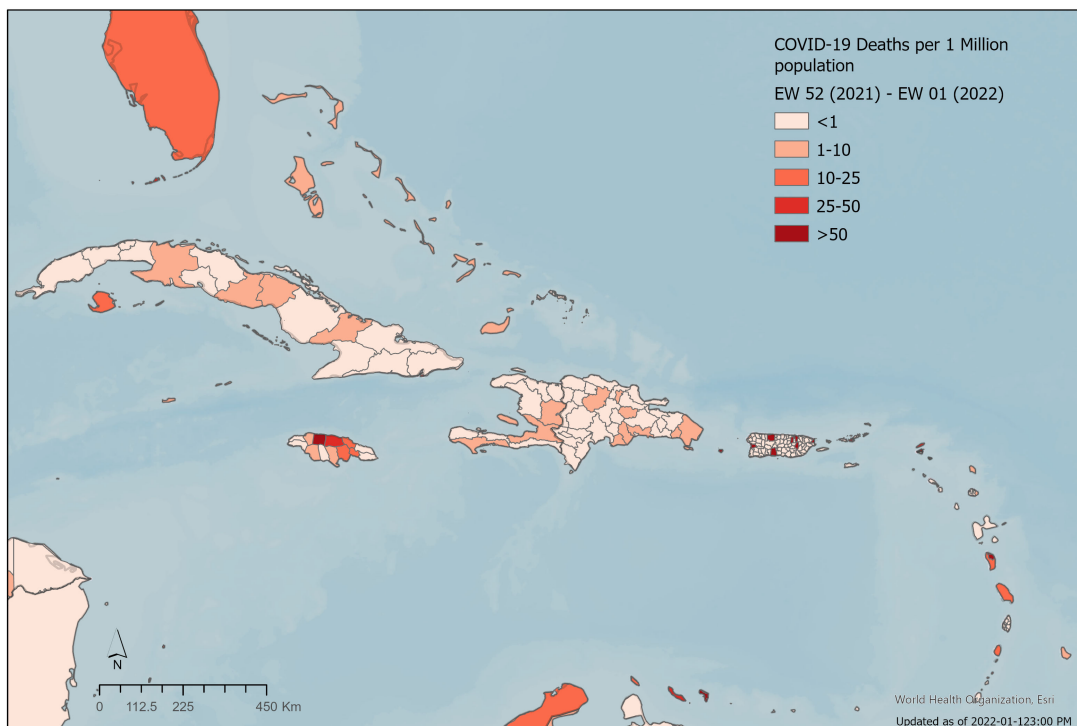 COVID-19 Deaths per 1 Million
population
EW 52 (2021) - EW 01 (2022)
<1
1-10
10-25
25-50
>50
N
0 112.5 225 450 Km
World Health Organization, Esri
Updated as of 2022-01-123:00 PM